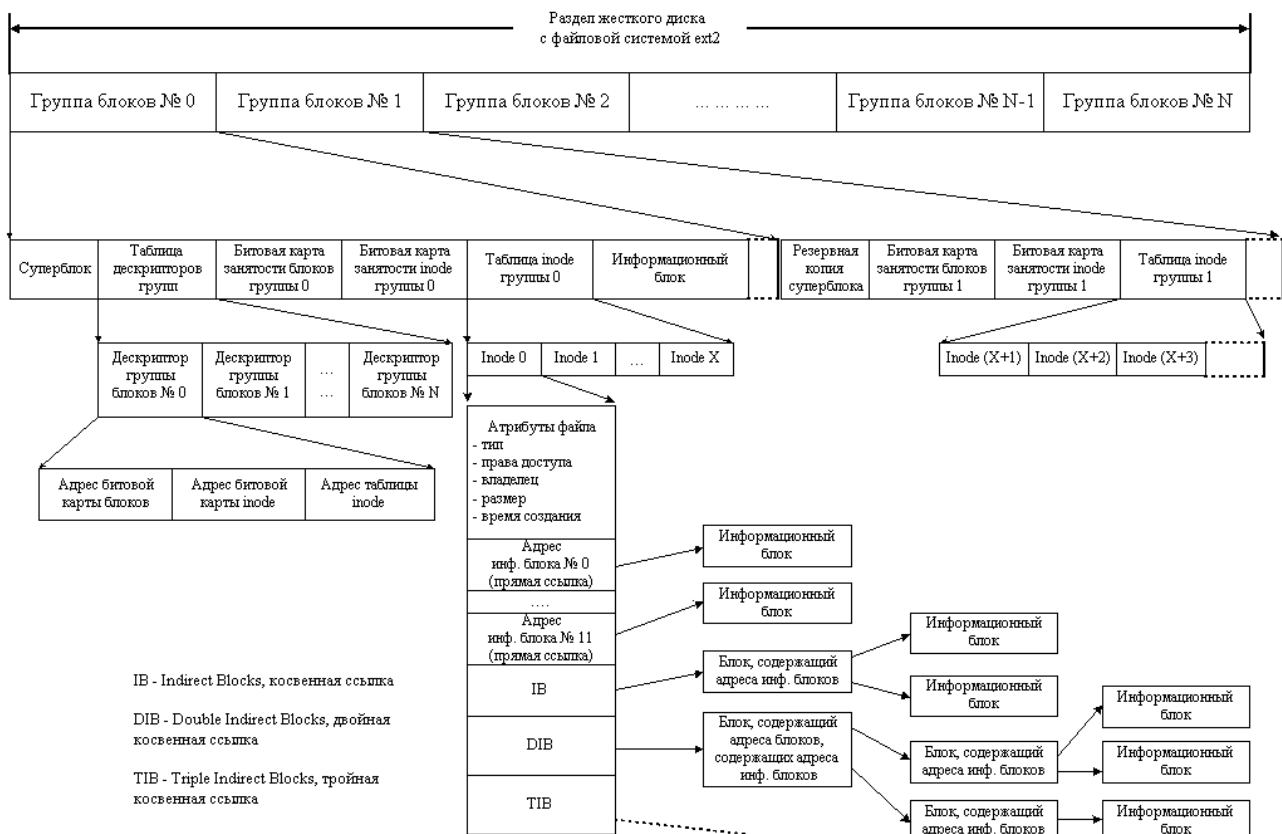 Раздел жесткого диска
с файловой системой ext2
Группа блоков № 0
Группа блоков № 1
Группа блоков № 2
... ... ... ...
Группа блоков № N-1
Группа блоков № N
Суперблок
Таблица
дескрипторов
групп
Битовая карта
занятости блоков
группы 0
Битовая карта
занятости inode
группы 0
Таблица inode
группы 0
Информационный
блок
Резервная
копия
суперблока
Битовая карта
занятости блоков
группы 1
Битовая карта
занятости inode
группы 1
Таблица inode
группы 1
Дескриптор
группы
блоков № 0
Дескриптор
группы
блоков № 1
...
...
Дескриптор
группы
блоков № N
Inode 0
Inode 1
...
Inode X
Inode (X+1)
Inode (X+2)
Inode (X+3)
Адрес битовой
карты блоков
Адрес битовой
карты inode
Адрес таблицы
inode
Атрибуты файла
- тип
- права доступа
- владелец
- размер
- время создания
Адрес
инф. блока № 0
(прямая ссылка)
....
Адрес
инф. блока № 11
(прямая ссылка)
IB
DIB
TIB
Информационный
блок
Информационный
блок
Блок, содержащий
адреса инф. блоков
Информационный
блок
Информационный
блок
Блок, содержащий
адреса блоков,
содержащих адреса
инф. блоков
Блок, содержащий
адреса инф. блоков
Информационный
блок
Информационный
блок
Блок, содержащий
адреса инф. блоков
Информационный
блок
IB - Indirect Blocks, косвенная ссылка
DIB - Double Indirect Blocks, двойная
косвенная ссылка
TIB - Triple Indirect Blocks, тройная
косвенная ссылка